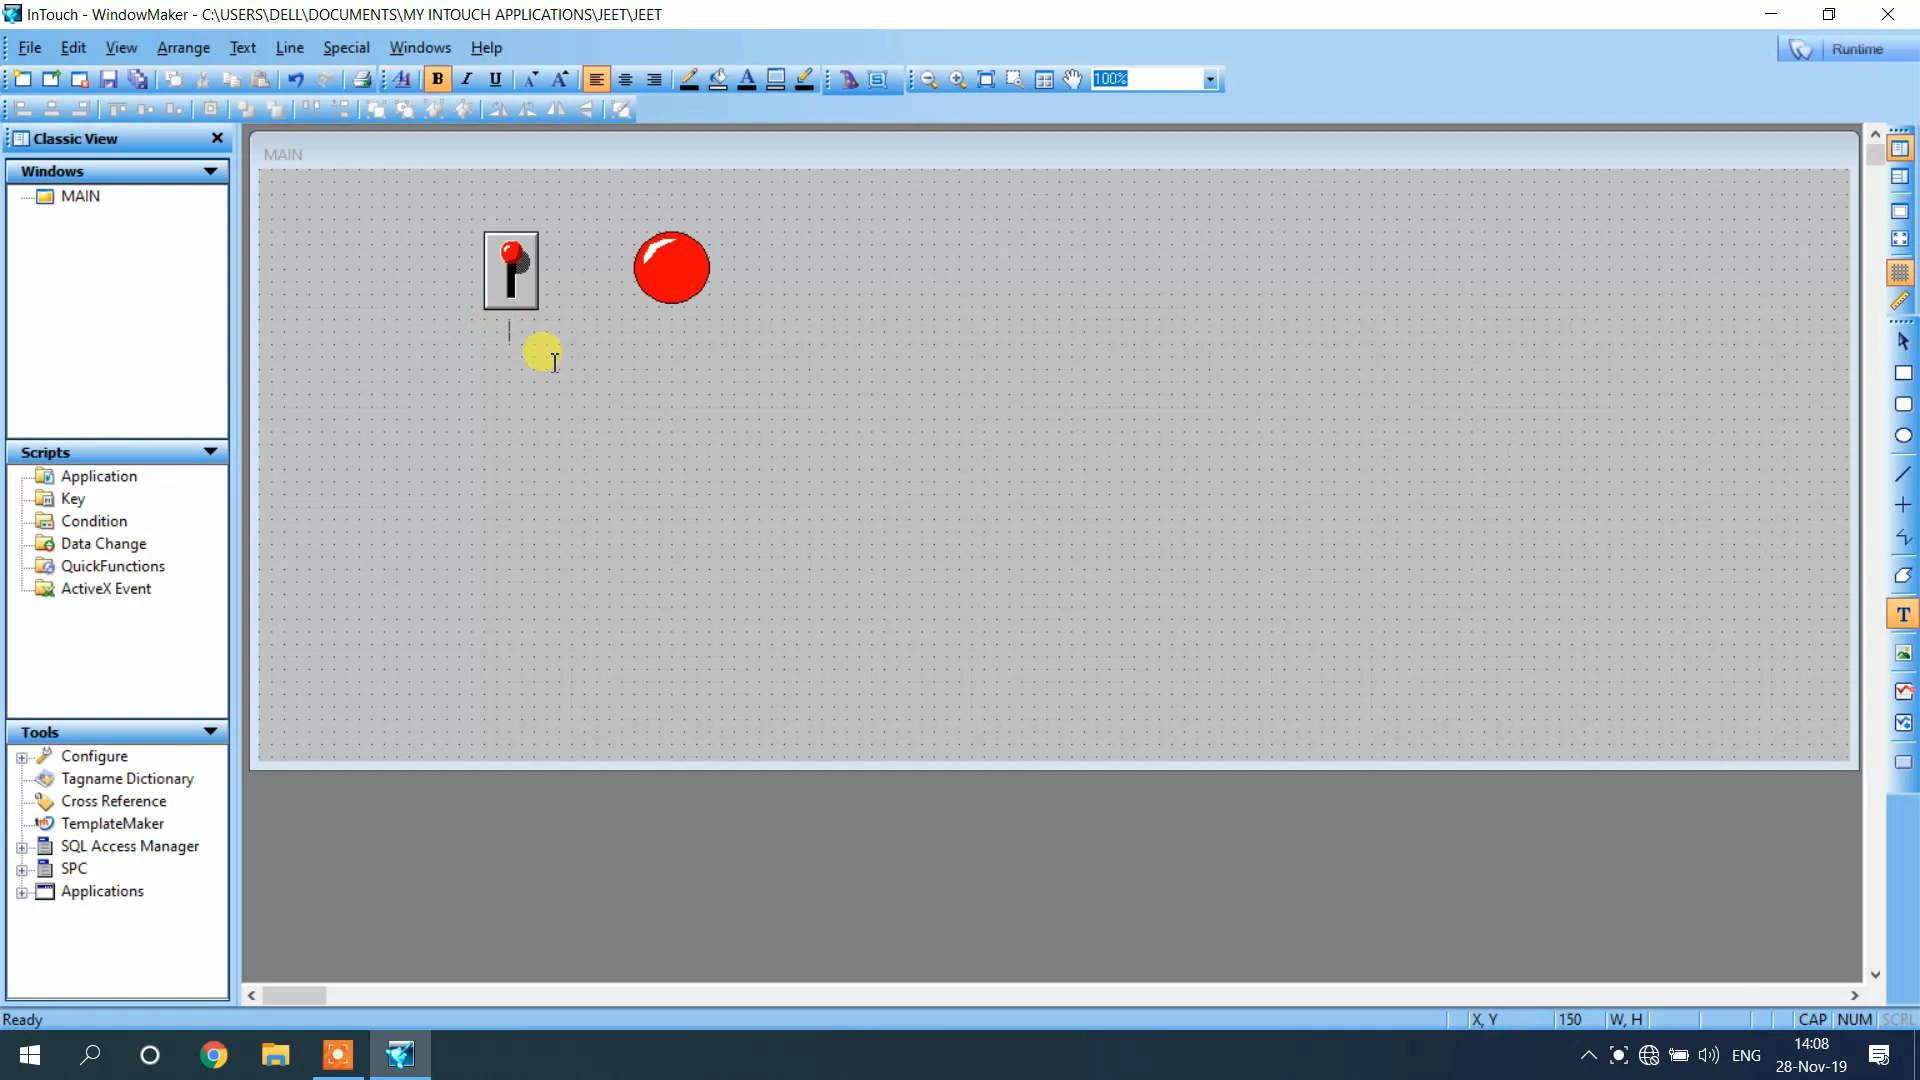 InTouch - WindowMaker - C:\USERS\DELL\DOCUMENTS\MY INTOUCH APPLICATIONS\JEET\JEET
File Edit View Arrange Text Line Special Windows Help
Runtime
B I U A A A 100%
Classic View
Windows
MAIN
MAIN
Scripts
Application
Key
Condition
Data Change
QuickFunctions
ActiveX Event
T
Tools
Configure
Tagname Dictionary
Cross Reference
TemplateMaker
SQL Access Manager
SPC
Applications
Ready
X, Y 150 W, H CAP NUM SCRL
ENG
14:08
28-Nov-19